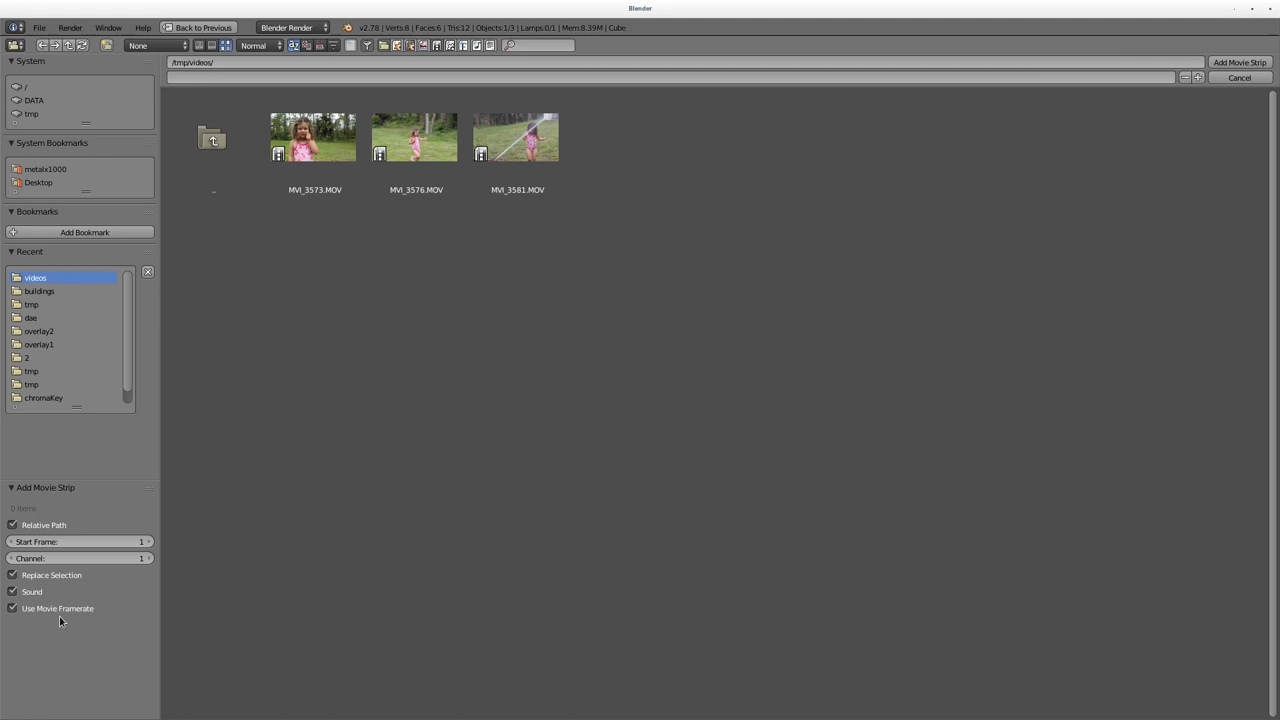 Blender
File Render Window Help Back to Previous Blender Render v2.78 | Verts:8 | Faces:6 | Tris:12 | Objects:1/3 | Lamps:0/1 | Mem:8.39M | Cube
None Normal
System
/
DATA
tmp
System Bookmarks
metalx1000
Desktop
Bookmarks
Add Bookmark
Recent
videos
buildings
tmp
dae
overlay2
overlay1
2
tmp
tmp
chromaKey
Add Movie Strip
0 items
Relative Path
Start Frame: 1
Channel: 1
Replace Selection
Sound
Use Movie Framerate
/tmp/videos/ Add Movie Strip
Cancel
.. MVI_3573.MOV MVI_3576.MOV MVI_3581.MOV